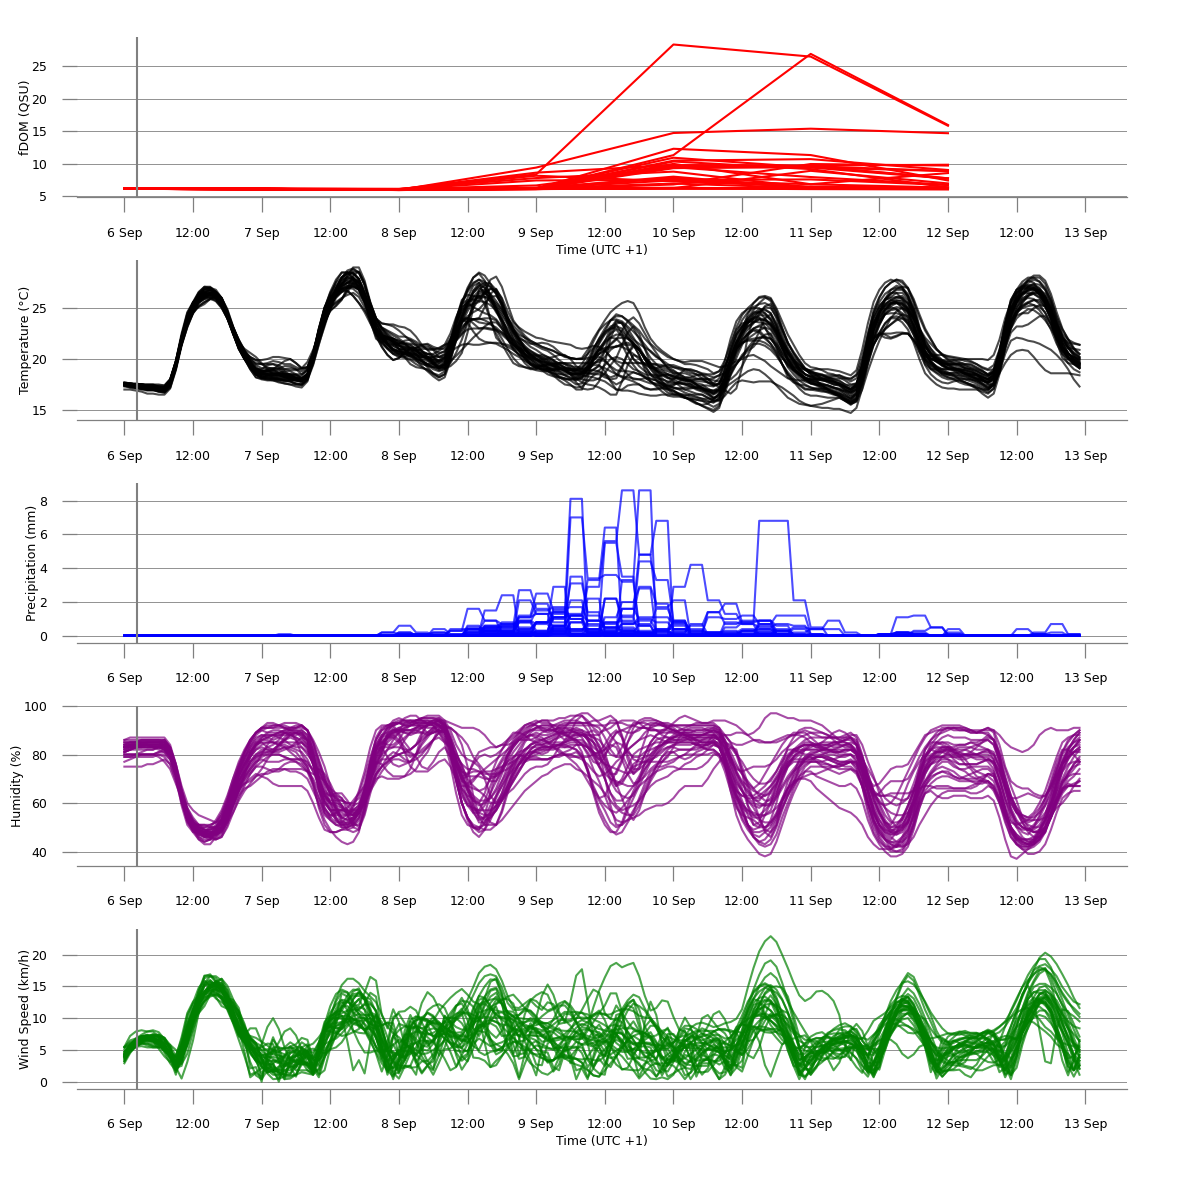 fDOM (QSU)
25
20
15
10
5
6 Sep 12:00 7 Sep 12:00 8 Sep 12:00 9 Sep 12:00 10 Sep 12:00 11 Sep 12:00 12 Sep 12:00 13 Sep
Time (UTC +1)
Temperature (°C)
25
20
15
6 Sep 12:00 7 Sep 12:00 8 Sep 12:00 9 Sep 12:00 10 Sep 12:00 11 Sep 12:00 12 Sep 12:00 13 Sep
Precipitation (mm)
8
6
4
2
0
6 Sep 12:00 7 Sep 12:00 8 Sep 12:00 9 Sep 12:00 10 Sep 12:00 11 Sep 12:00 12 Sep 12:00 13 Sep
Humidity (%)
100
80
60
40
6 Sep 12:00 7 Sep 12:00 8 Sep 12:00 9 Sep 12:00 10 Sep 12:00 11 Sep 12:00 12 Sep 12:00 13 Sep
Wind Speed (km/h)
20
15
10
5
0
6 Sep 12:00 7 Sep 12:00 8 Sep 12:00 9 Sep 12:00 10 Sep 12:00 11 Sep 12:00 12 Sep 12:00 13 Sep
Time (UTC +1)